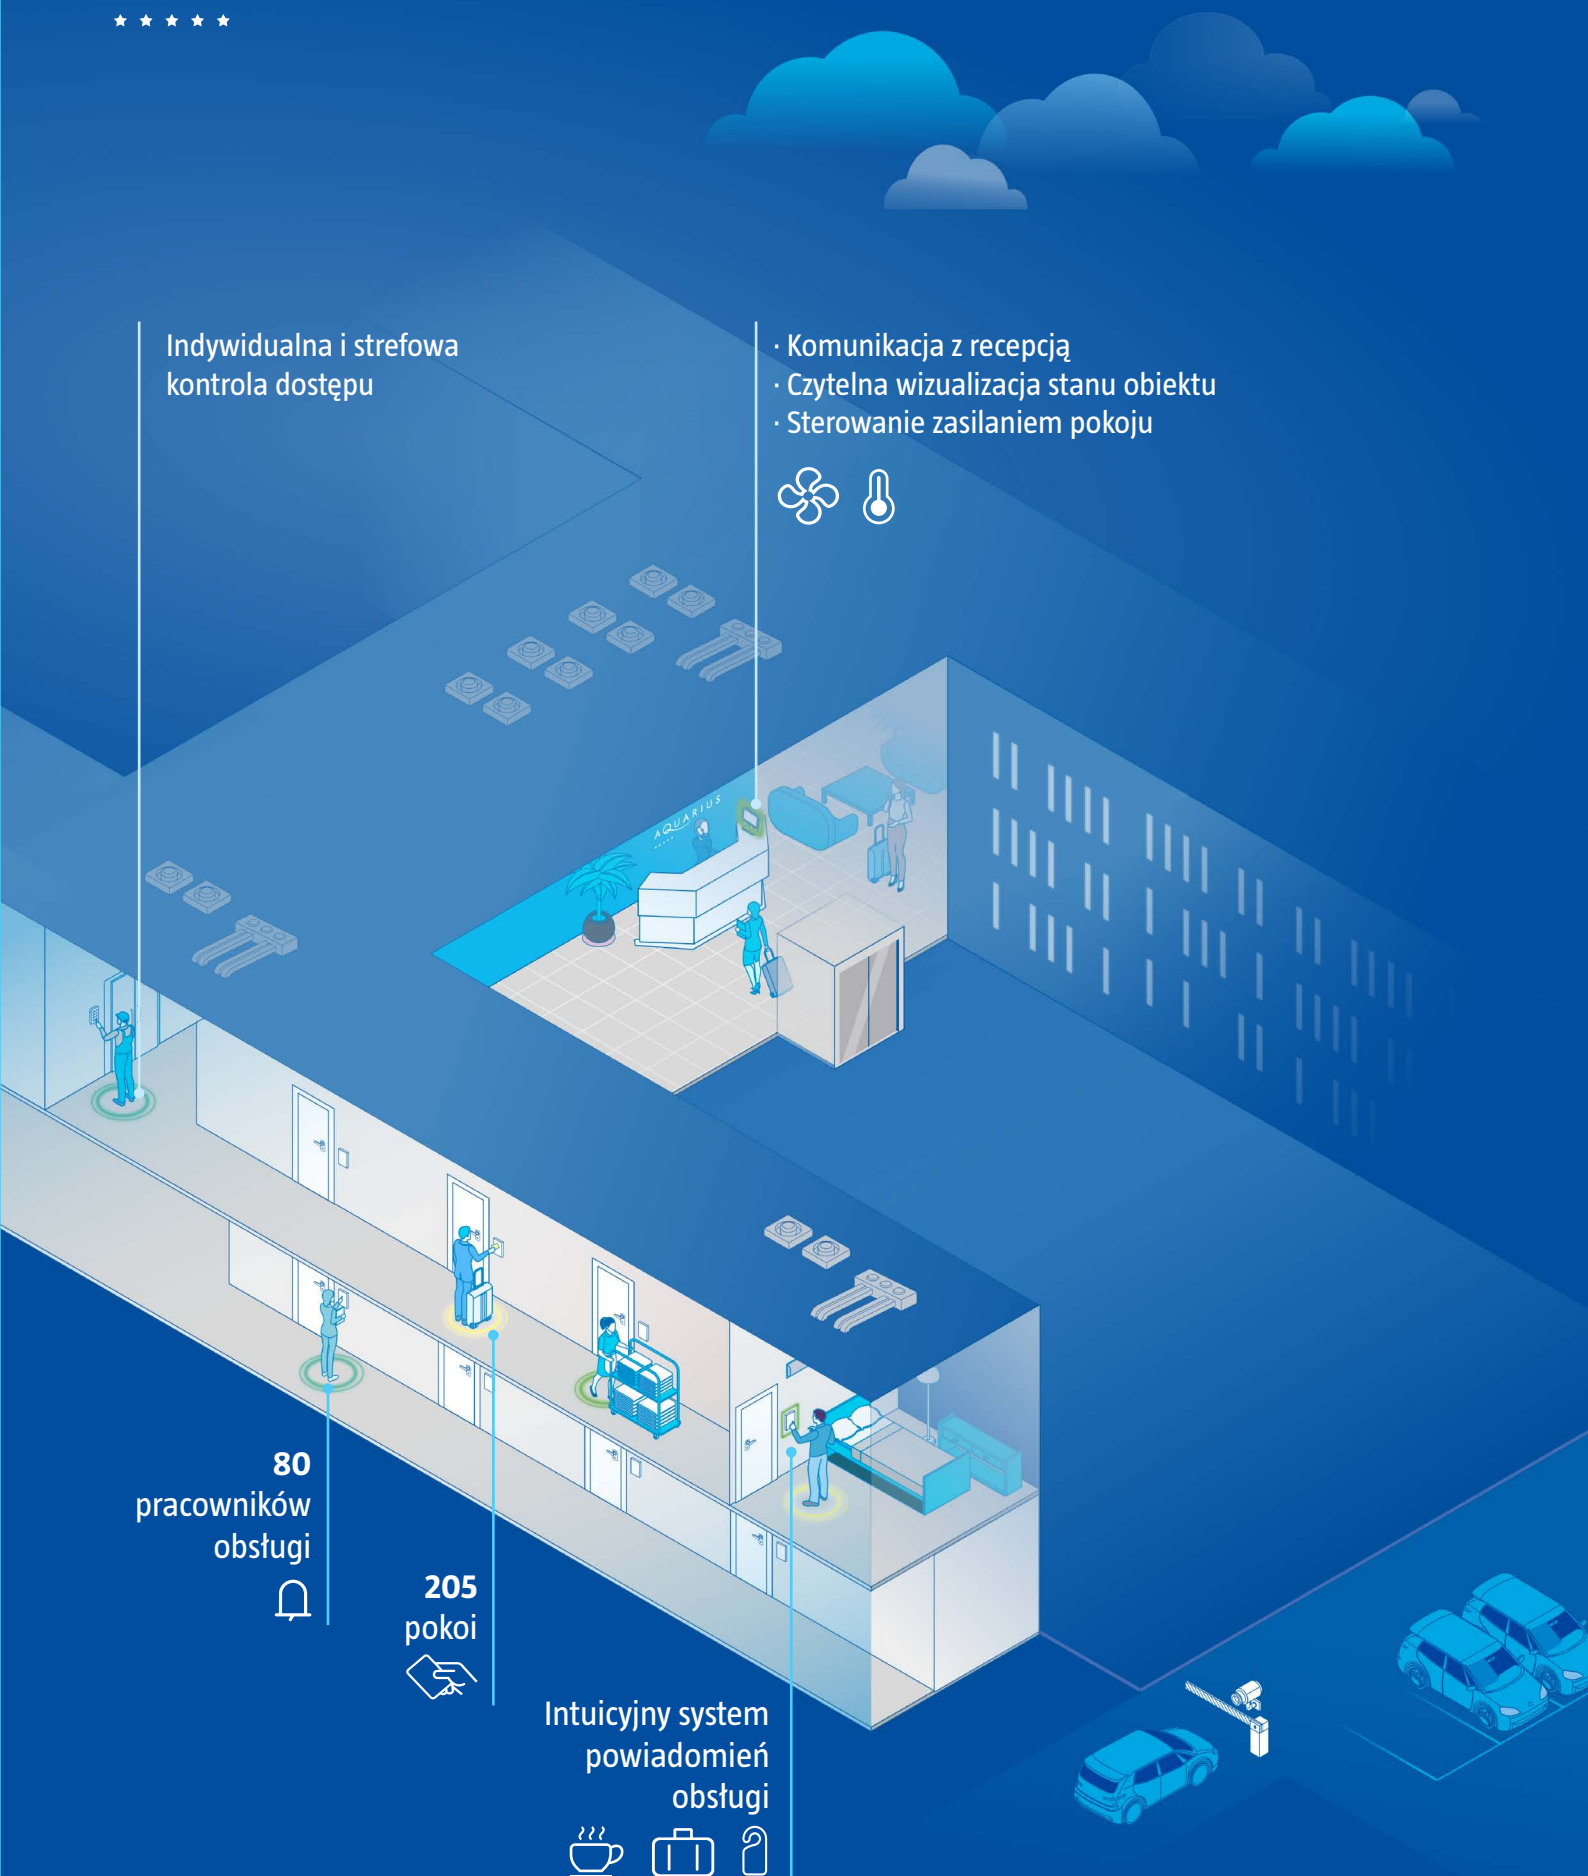 Indywidualna i strefowa
kontrola dostępu
· Komunikacja z recepcją
· Czytelna wizualizacja stanu obiektu
· Sterowanie zasilaniem pokoju
AQUARIUS
80
pracowników
obsługi
205
pokoi
Intuicyjny system
powiadomień
obsługi